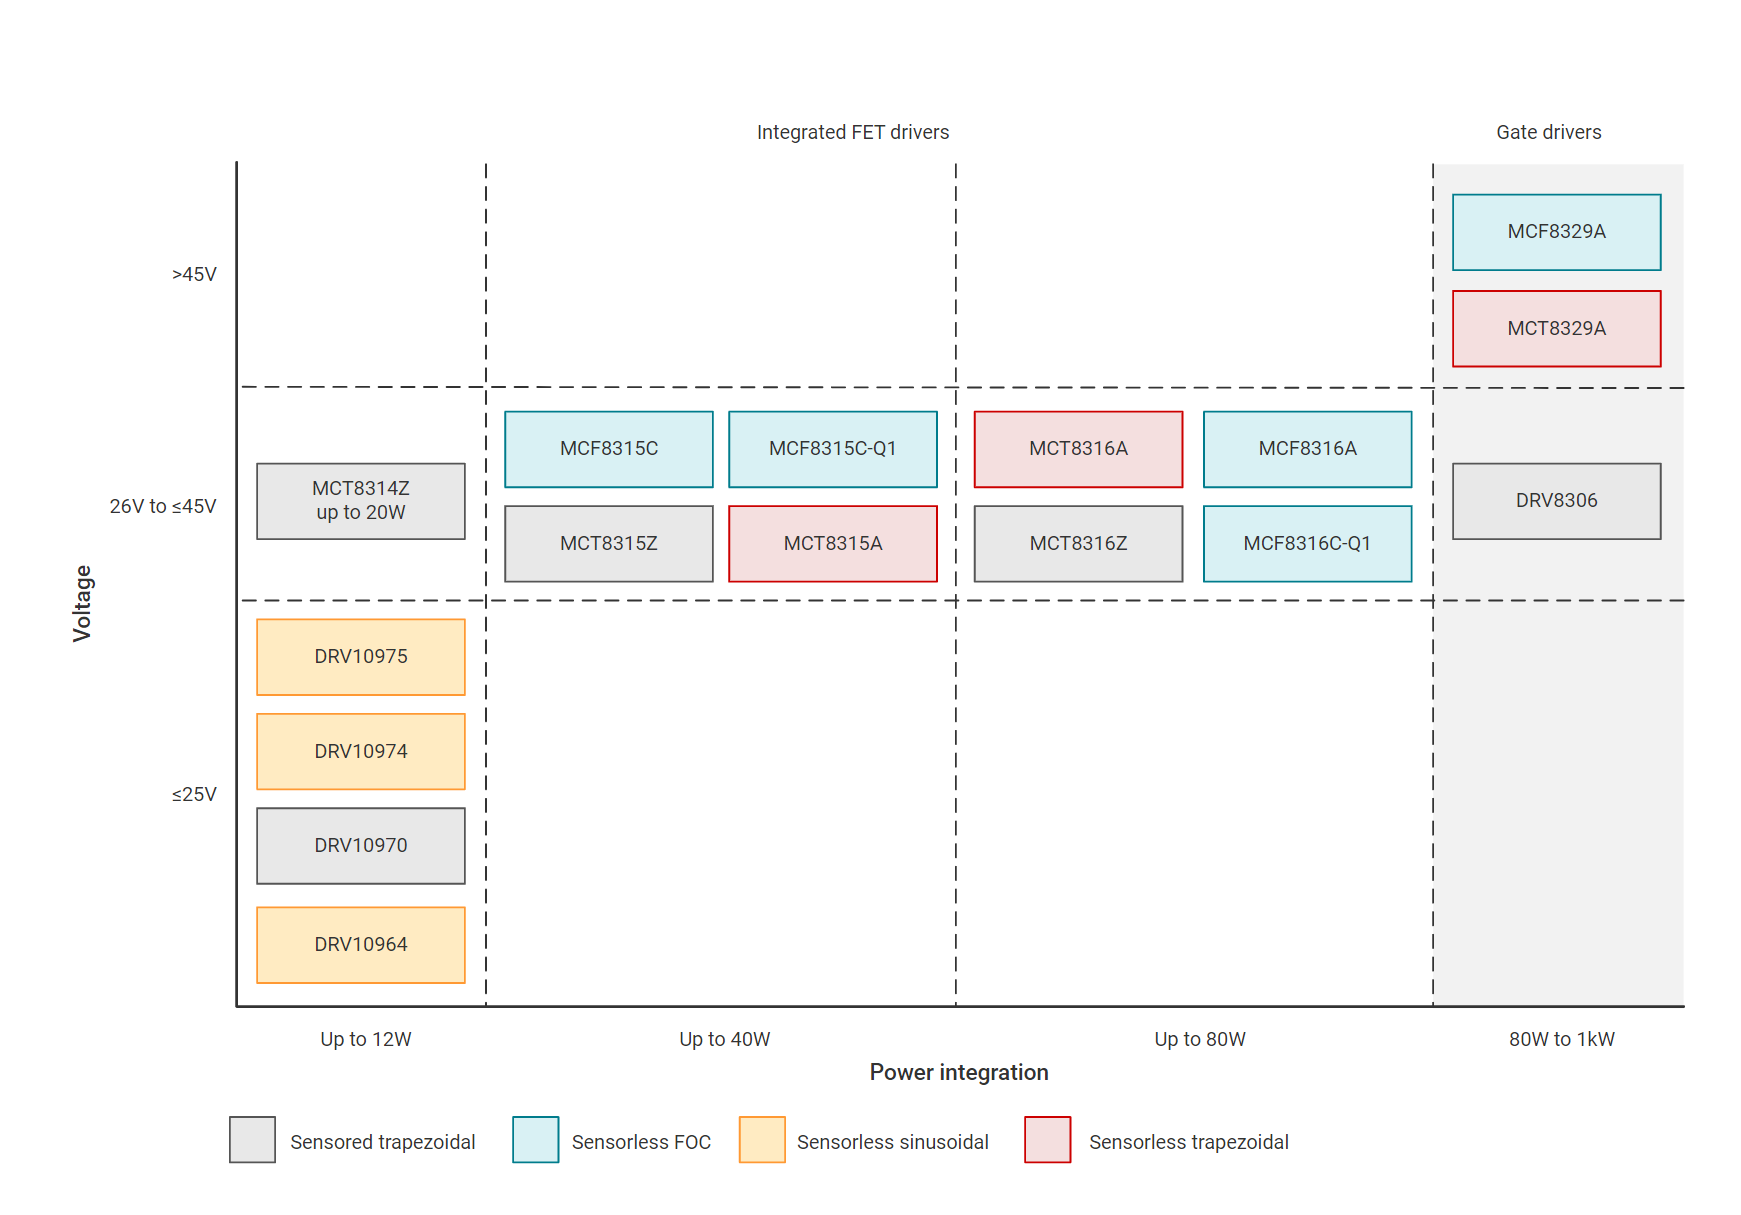 Integrated FET drivers
Gate drivers
MCF8329A
>45V
MCT8329A
MCF8315C
MCF8315C-Q1
MCT8316A
MCF8316A
MCT8314Z
up to 20W
26V to ≤45V
DRV8306
MCT8315Z
MCT8315A
MCT8316Z
MCF8316C-Q1
Voltage
DRV10975
DRV10974
≤25V
DRV10970
DRV10964
Up to 12W
Up to 40W
Up to 80W
80W to 1kW
Power integration
Sensored trapezoidal
Sensorless FOC
Sensorless sinusoidal
Sensorless trapezoidal